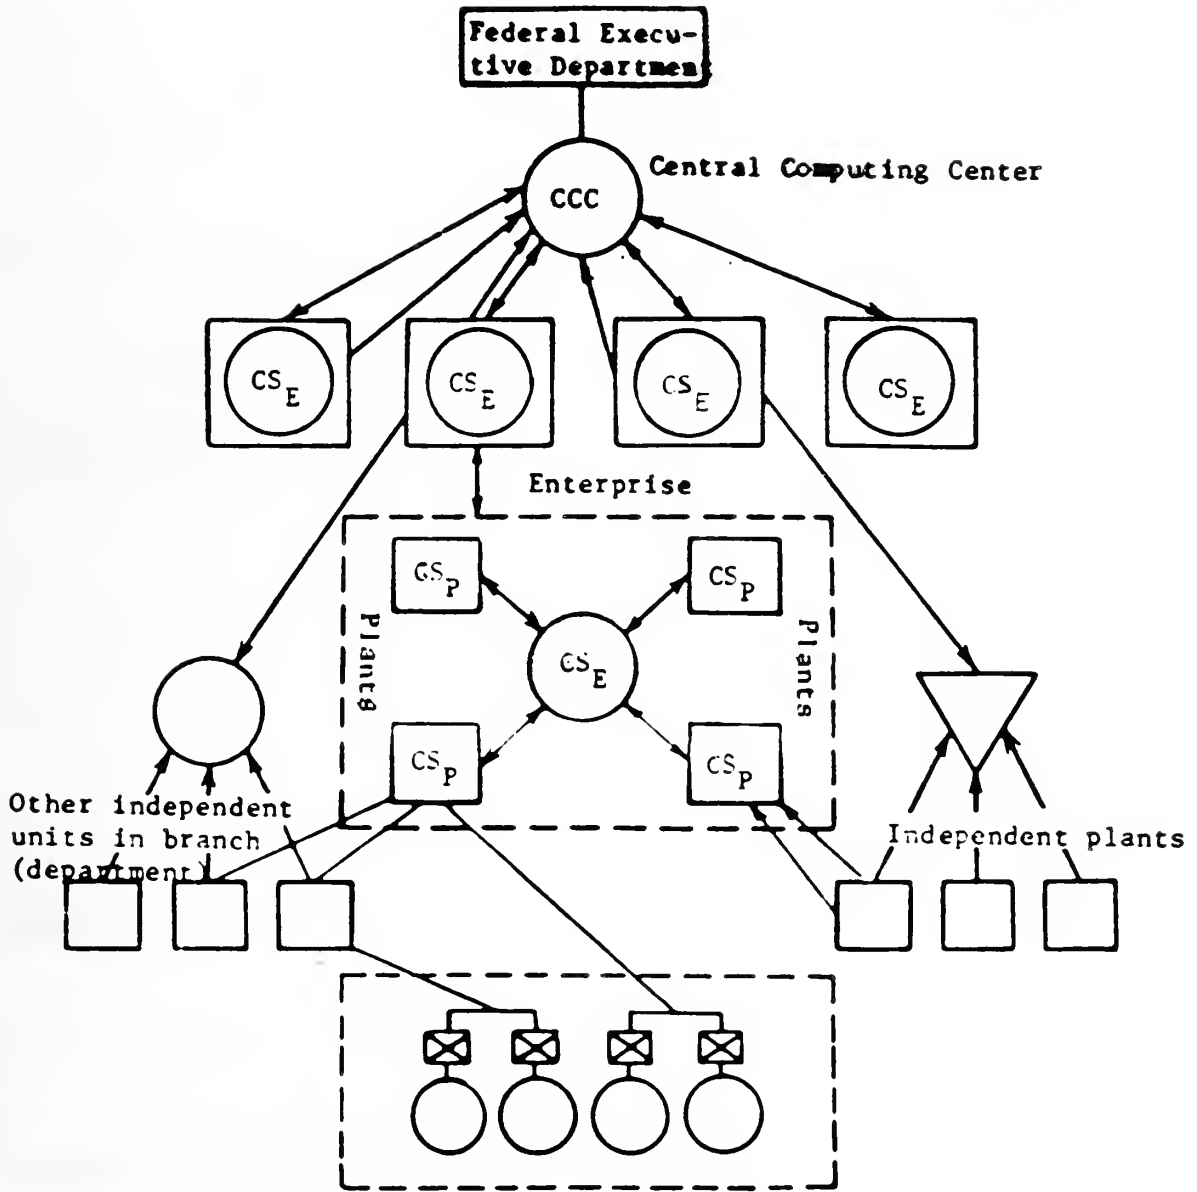 Federal Execu-
tive Departmen
CCC
Central Computing Center
CS_E
CS_E
CS_E
CS_E
Enterprise
CS_P
CS_P
Plants
Plants
CS_E
CS_P
CS_P
Other independent
units in branch
(department)
Independent plants